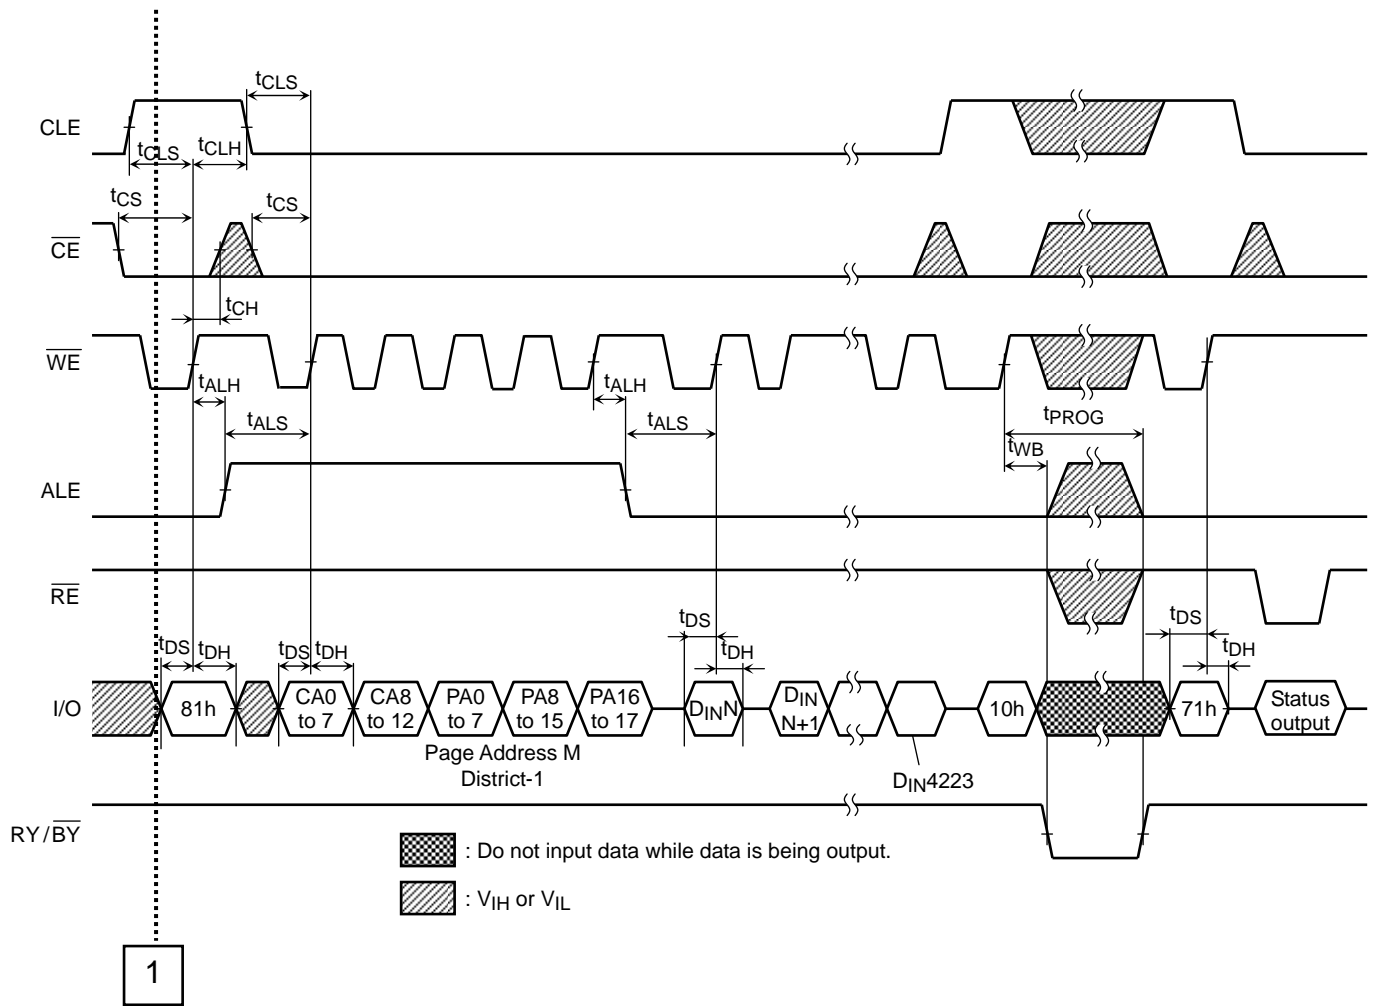 tCLS
CLE
tCLS tCLH
tCS tCS
CE
tCH
WE
tALH tALH
tALS tALS tPROG
tWB
ALE
RE
tDS tDH tDS tDH tDS tDH tDS tDH
I/O 81h CA0 to 7 CA8 to 12 PA0 to 7 PA8 to 15 PA16 to 17 DINN DIN N+1 10h 71h Status output
Page Address M
District-1
DIN4223
RY/BY
: Do not input data while data is being output.
: VIH or VIL
1